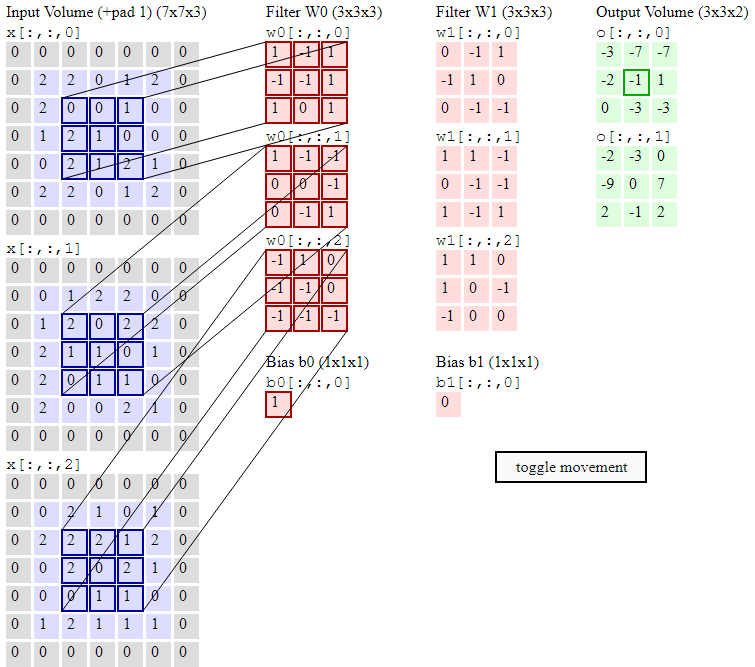 Input Volume (+pad 1) (7x7x3)
x[:,:,0]
0 0 0 0 0 0 0
0 2 2 0 1 2 0
0 2 0 0 1 0 0
0 1 2 1 0 0 0
0 0 2 1 2 1 0
0 2 2 0 1 2 0
0 0 0 0 0 0 0
x[:,:,1]
0 0 0 0 0 0 0
0 0 1 2 2 0 0
0 1 2 0 2 2 0
0 2 1 1 0 1 0
0 2 0 1 1 0 0
0 2 0 0 2 1 0
0 0 0 0 0 0 0
x[:,:,2]
0 0 0 0 0 0 0
0 0 2 1 0 1 0
0 2 2 2 1 2 0
0 0 2 0 2 1 0
0 0 0 1 1 0 0
0 1 2 1 1 1 0
0 0 0 0 0 0 0
Filter W0 (3x3x3)
w0[:,:,0]
1 -1 1
-1 -1 1
1 0 1
w0[:,:,1]
1 -1 -1
0 0 -1
0 -1 1
w0[:,:,2]
-1 1 0
-1 -1 0
-1 -1 -1
Bias b0 (1x1x1)
b0[:,:,0]
1
Filter W1 (3x3x3)
w1[:,:,0]
0 -1 1
-1 1 0
0 -1 -1
w1[:,:,1]
1 1 -1
0 -1 -1
1 -1 1
w1[:,:,2]
1 1 0
1 0 -1
-1 0 0
Bias b1 (1x1x1)
b1[:,:,0]
0
Output Volume (3x3x2)
o[:,:,0]
-3 -7 -7
-2 -1 1
0 -3 -3
o[:,:,1]
-2 -3 0
-9 0 7
2 -1 2
toggle movement